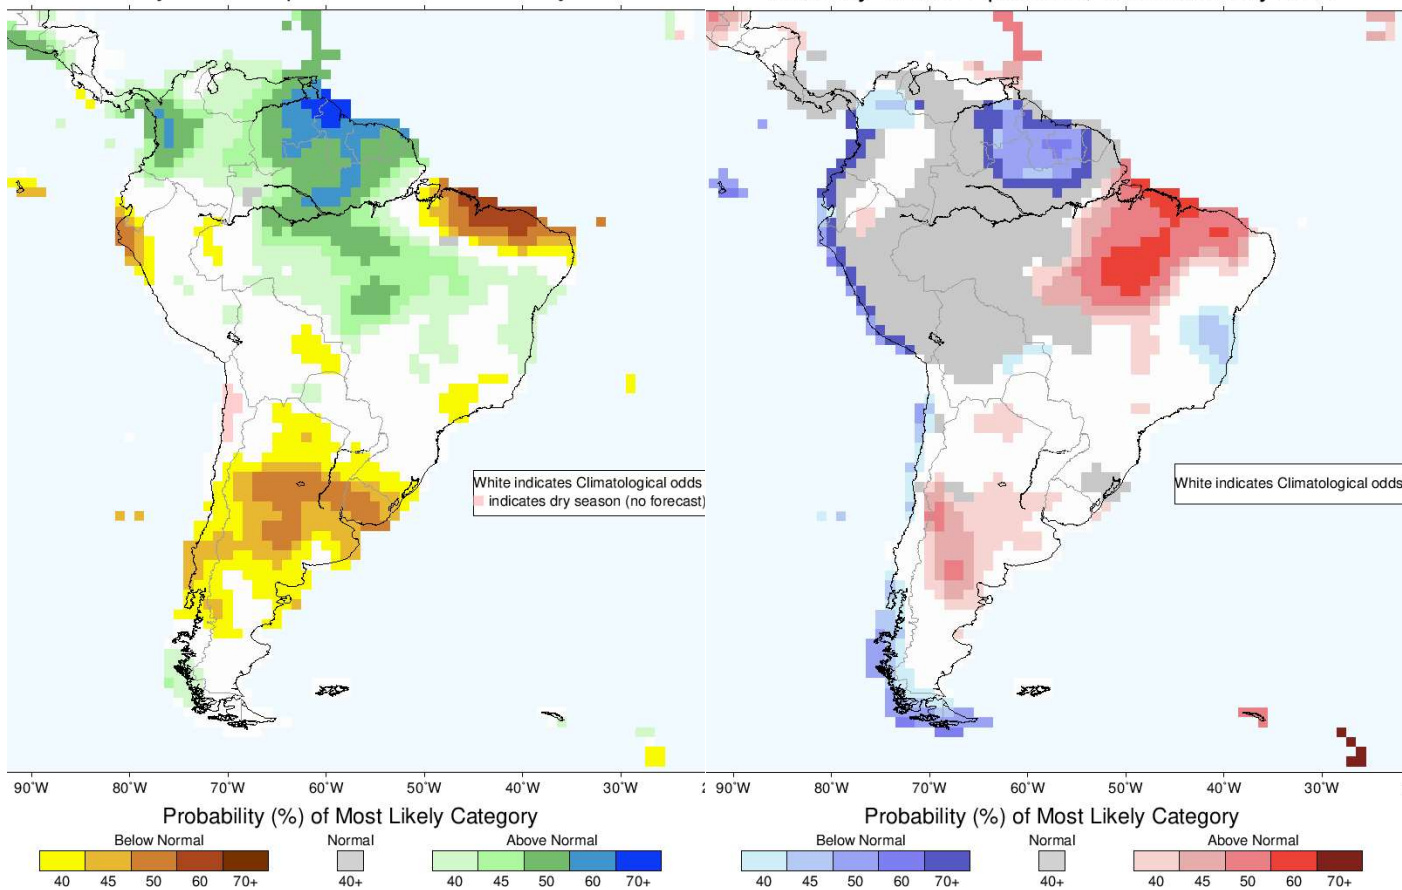 White indicates Climatological odds
indicates dry season (no forecast)
90˚W 80˚W 70˚W 60˚W 50˚W 40˚W 30˚W
Probability (%) of Most Likely Category
Below Normal Normal Above Normal
40 45 50 60 70+ 40+ 40 45 50 60 70+
White indicates Climatological odds
90˚W 80˚W 70˚W 60˚W 50˚W 40˚W 30˚W
Probability (%) of Most Likely Category
Below Normal Normal Above Normal
40 45 50 60 70+ 40+ 40 45 50 60 70+